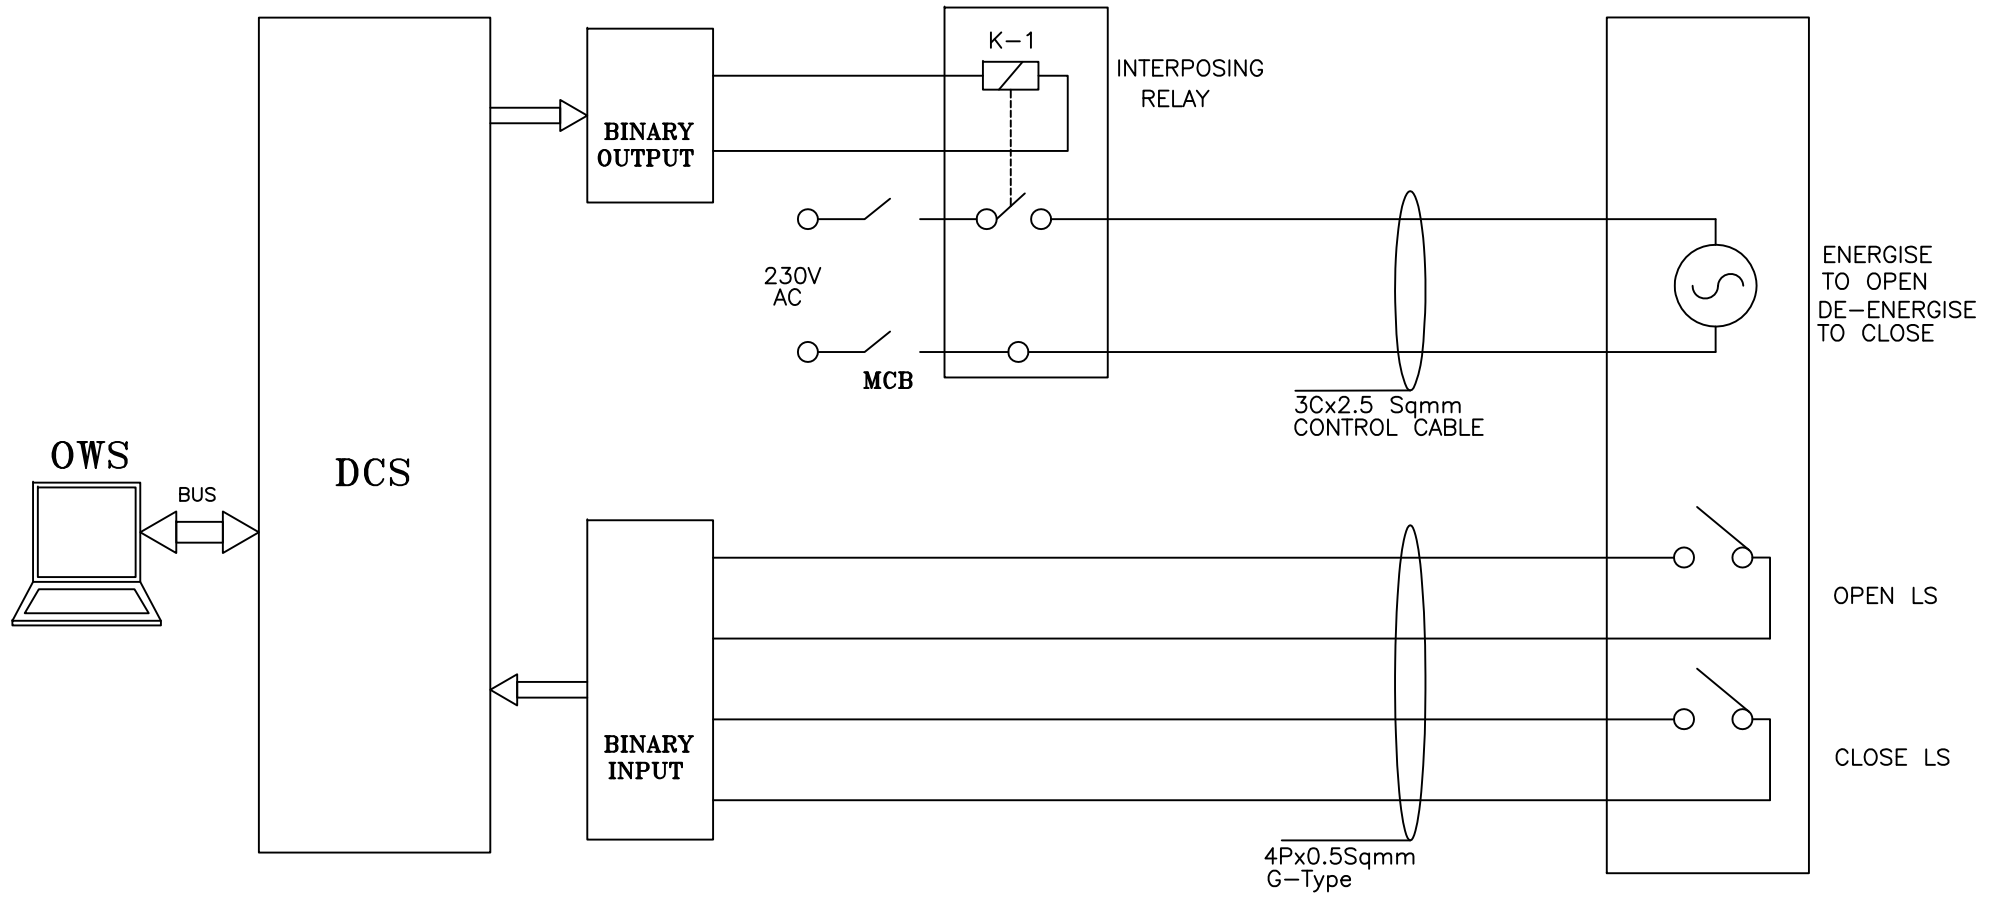 K-1
INTERPOSING
RELAY
BINARY
OUTPUT
230V
AC
MCB
ENERGISE
TO OPEN
DE-ENERGISE
TO CLOSE
3Cx2.5 Sqmm
CONTROL CABLE
OWS
BUS
DCS
OPEN LS
BINARY
INPUT
CLOSE LS
4Px0.5Sqmm
G-Type